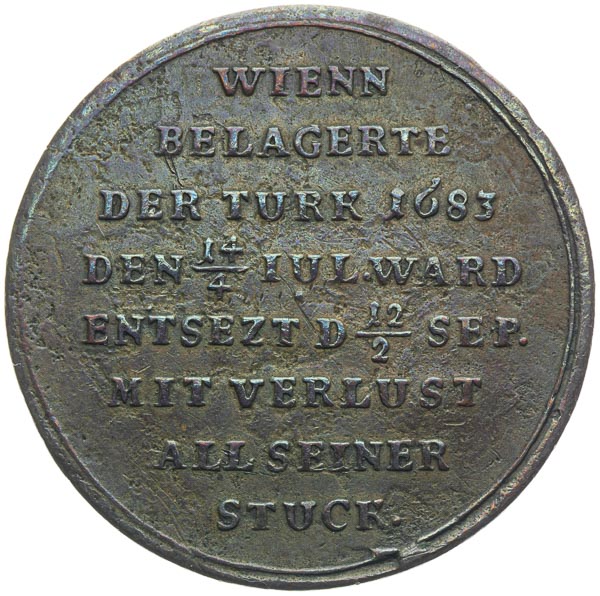 WIENN
BELAGERTE
DER TURK 1683
DEN 14/4 IUL.WARD
ENTSEZT D 12/2 SEP.
MIT VERLUST
ALL SEINER
STUCK.